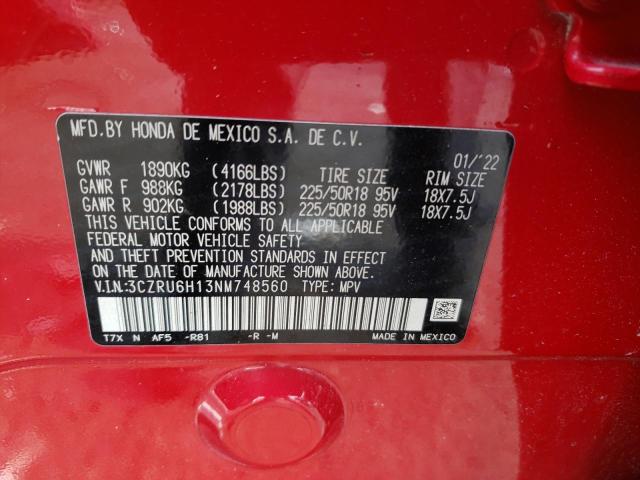 MFD.BY HONDA DE MEXICO S.A. DE C.V.
01/'22
GVWR 1890KG (4166LBS) TIRE SIZE RIM SIZE
GAWR F 988KG (2178LBS) 225/50R18 95V 18X7.5J
GAWR R 902KG (1988LBS) 225/50R18 95V 18X7.5J
THIS VEHICLE CONFORMS TO ALL APPLICABLE
FEDERAL MOTOR VEHICLE SAFETY
AND THEFT PREVENTION STANDARDS IN EFFECT
ON THE DATE OF MANUFACTURE SHOWN ABOVE.
V.I.N.:3CZRU6H13NM748560 TYPE: MPV
T7X N AF5 -R81 -R -M MADE IN MEXICO